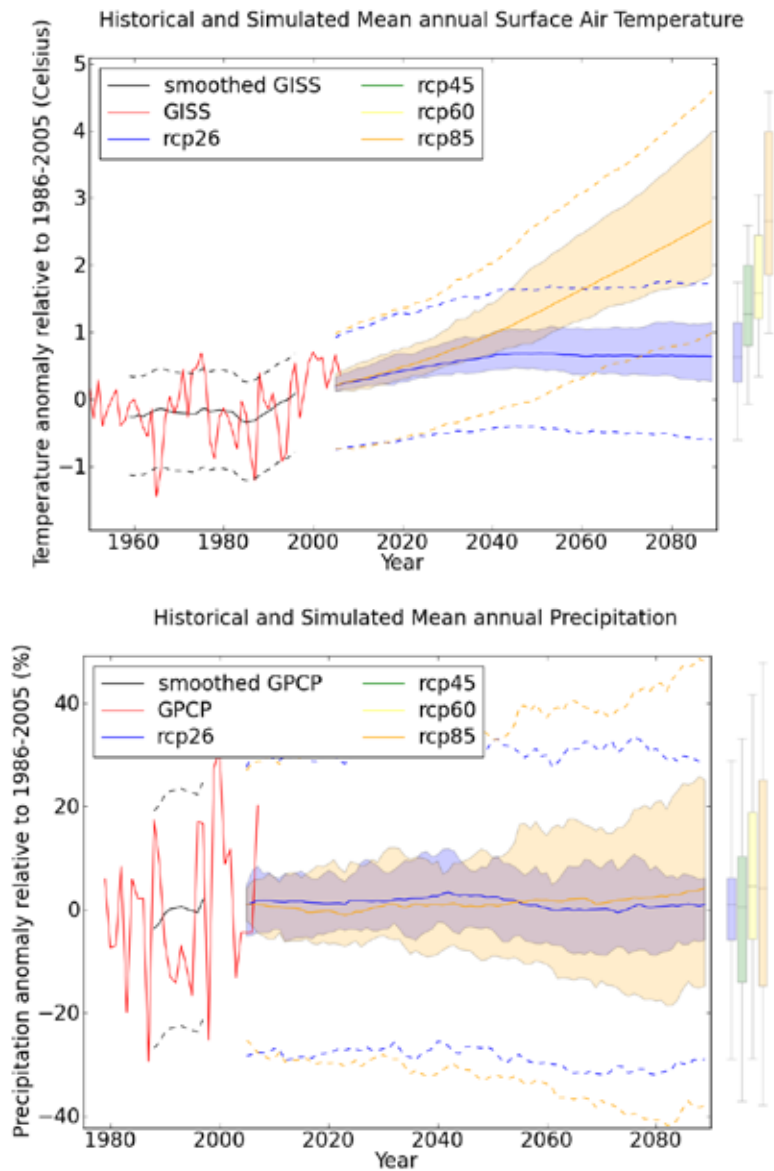 Historical and Simulated Mean annual Surface Air Temperature
Temperature anomaly relative to 1986-2005 (Celsius)
5
4
3
2
1
0
−1
smoothed GISS
GISS
rcp26
rcp45
rcp60
rcp85
1960 1980 2000 2020 2040 2060 2080
Year
Historical and Simulated Mean annual Precipitation
Precipitation anomaly relative to 1986-2005 (%)
40
20
0
−20
−40
smoothed GPCP
GPCP
rcp26
rcp45
rcp60
rcp85
1980 2000 2020 2040 2060 2080
Year